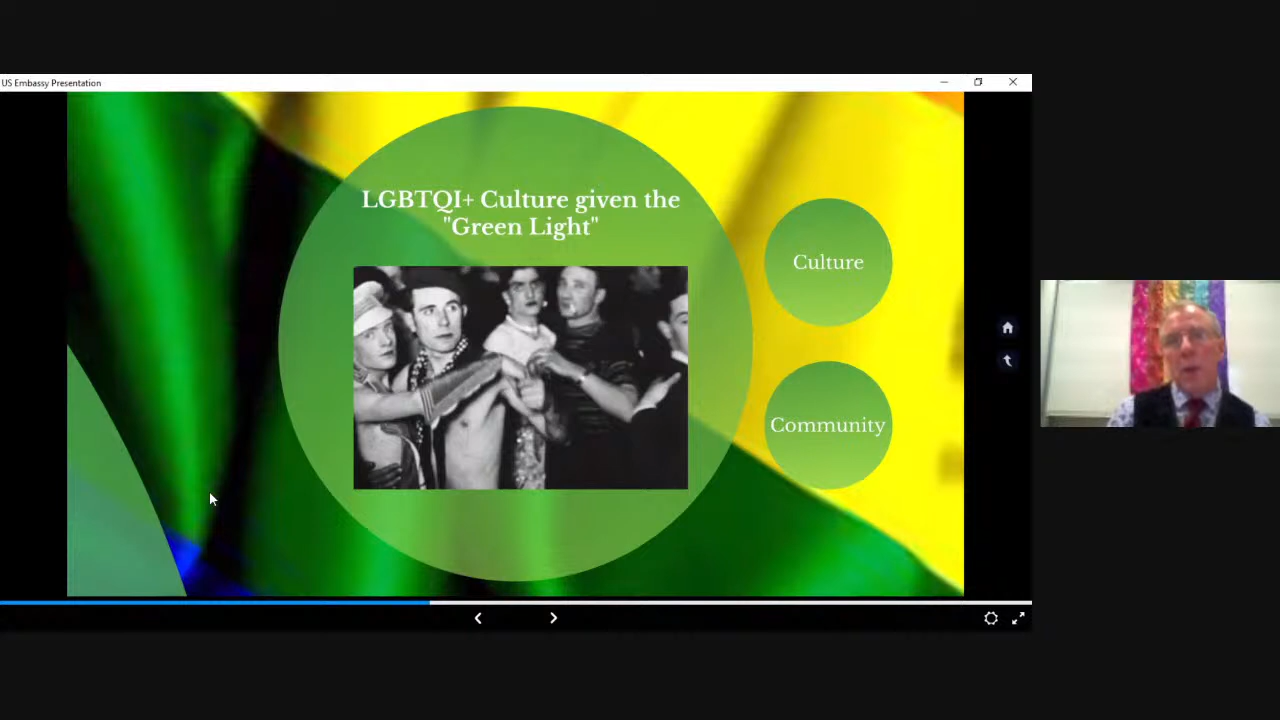 US Embassy Presentation
LGBTQI+ Culture given the
"Green Light"
Culture
Community